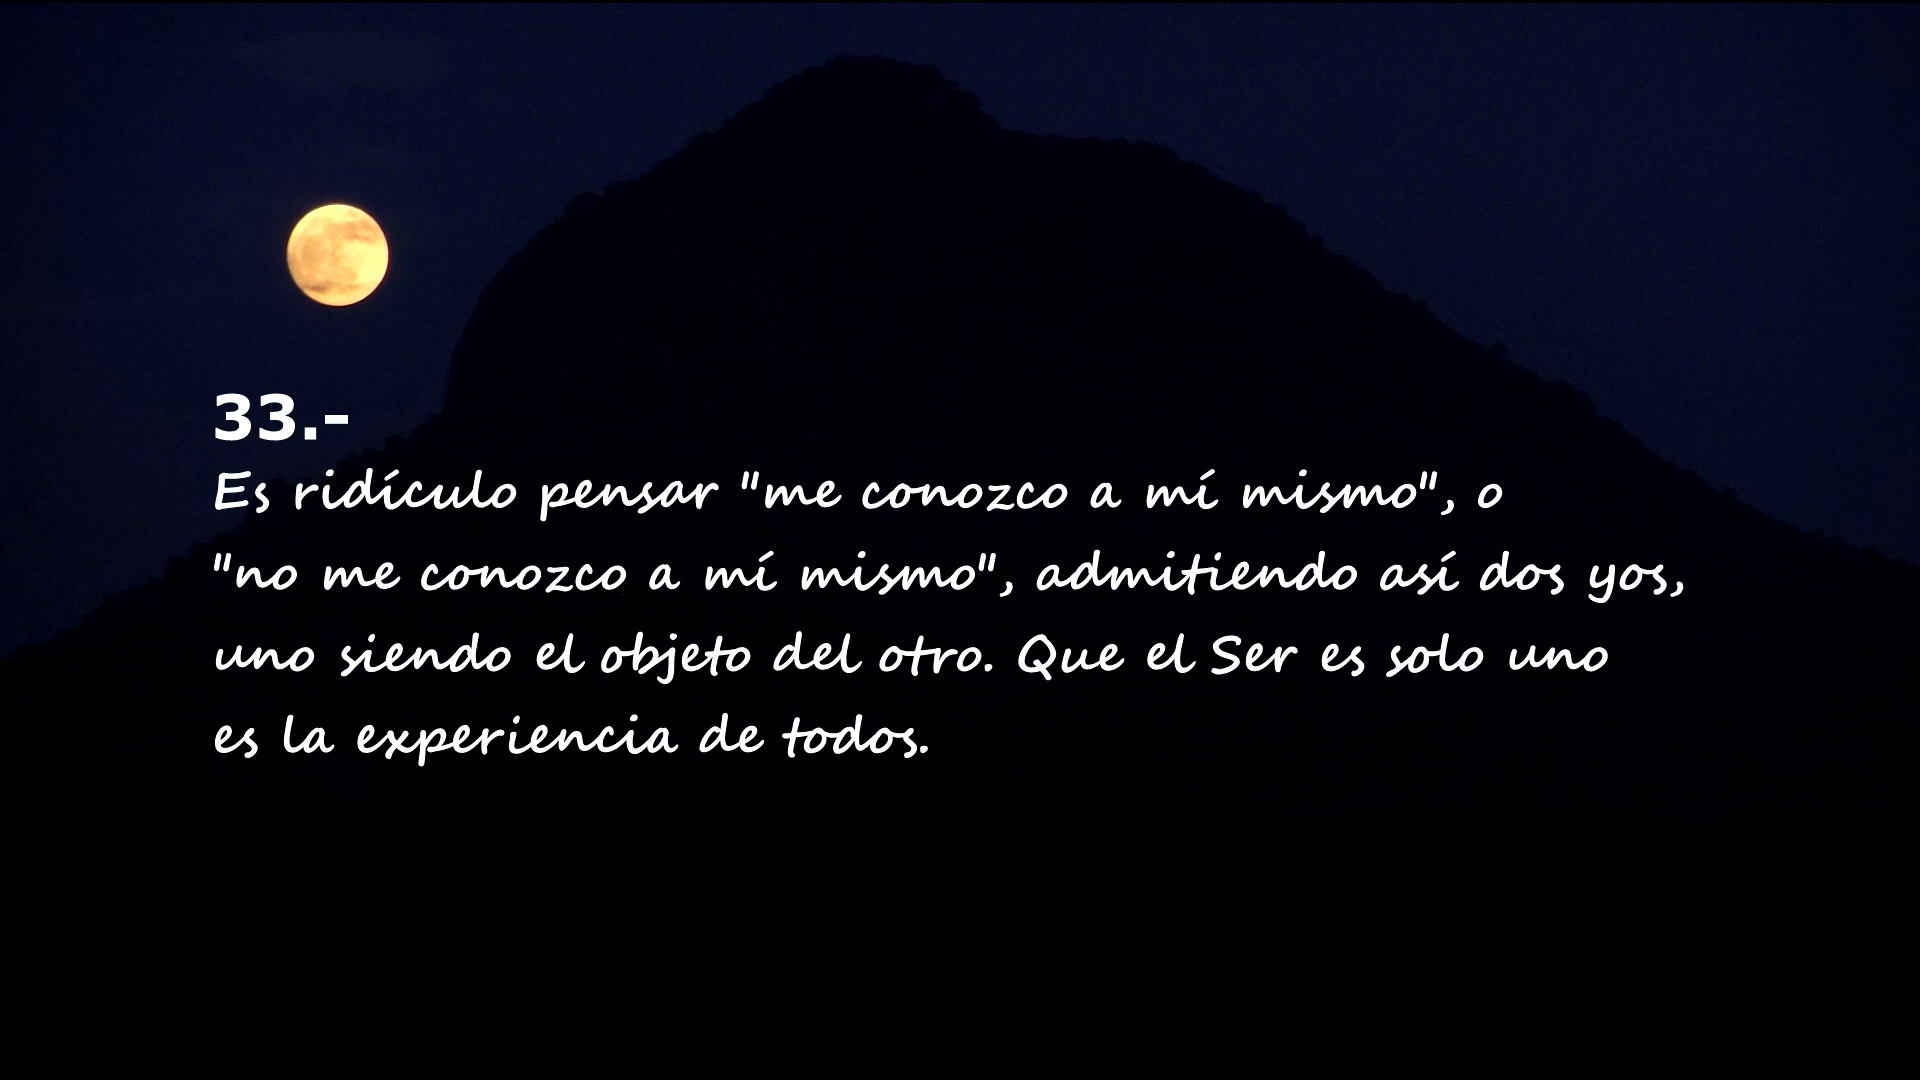 33.-
Es ridículo pensar "me conozco a mí mismo", o
"no me conozco a mí mismo", admitiendo así dos yos,
uno siendo el objeto del otro. Que el Ser es solo uno
es la experiencia de todos.